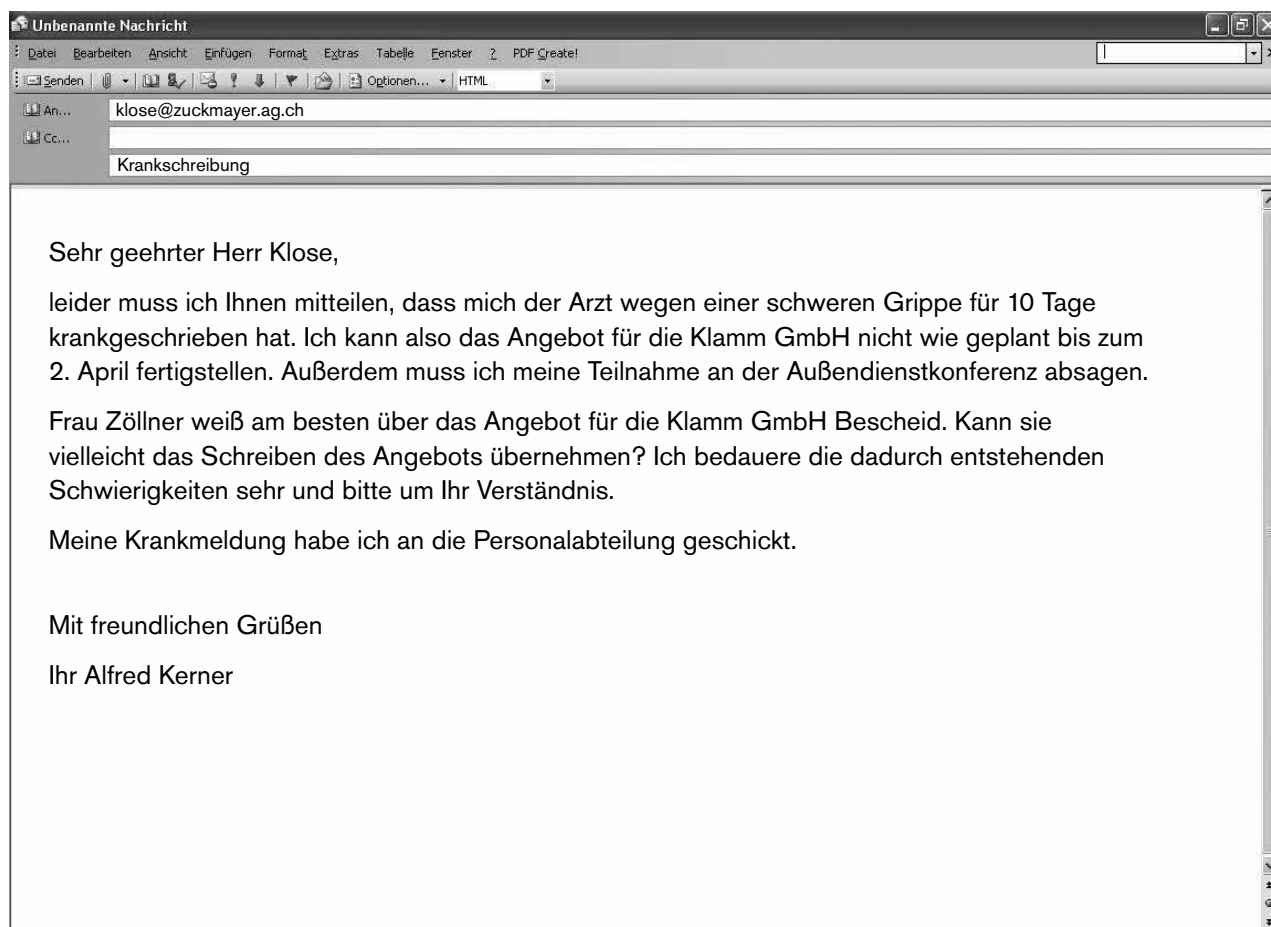 Unbenannte Nachricht
Datei Bearbeiten Ansicht Einfügen Format Extras Tabelle Fenster ? PDF Create!
Senden Optionen... HTML
An... klose@zuckmayer.ag.ch
Cc...
Krankschreibung
Sehr geehrter Herr Klose,
leider muss ich Ihnen mitteilen, dass mich der Arzt wegen einer schweren Grippe für 10 Tage
krankgeschrieben hat. Ich kann also das Angebot für die Klamm GmbH nicht wie geplant bis zum
2. April fertigstellen. Außerdem muss ich meine Teilnahme an der Außendienstkonferenz absagen.
Frau Zöllner weiß am besten über das Angebot für die Klamm GmbH Bescheid. Kann sie
vielleicht das Schreiben des Angebots übernehmen? Ich bedauere die dadurch entstehenden
Schwierigkeiten sehr und bitte um Ihr Verständnis.
Meine Krankmeldung habe ich an die Personalabteilung geschickt.
Mit freundlichen Grüßen
Ihr Alfred Kerner